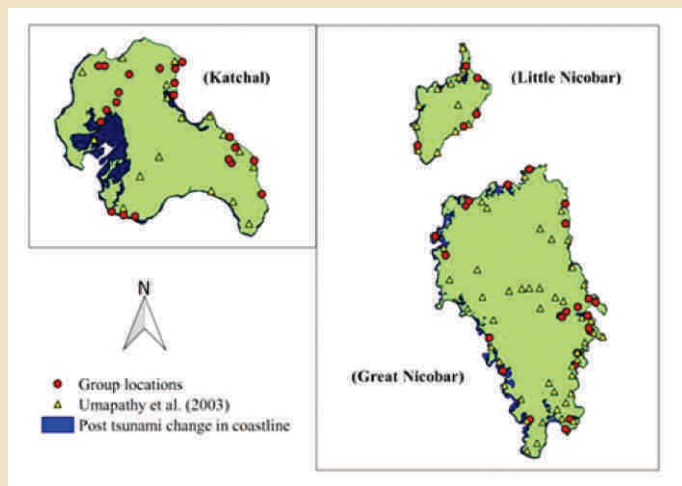 (Katchal)
(Little Nicobar)
N
(Great Nicobar)
Group locations
Umapathy et al. (2003)
Post tsunami change in coastline